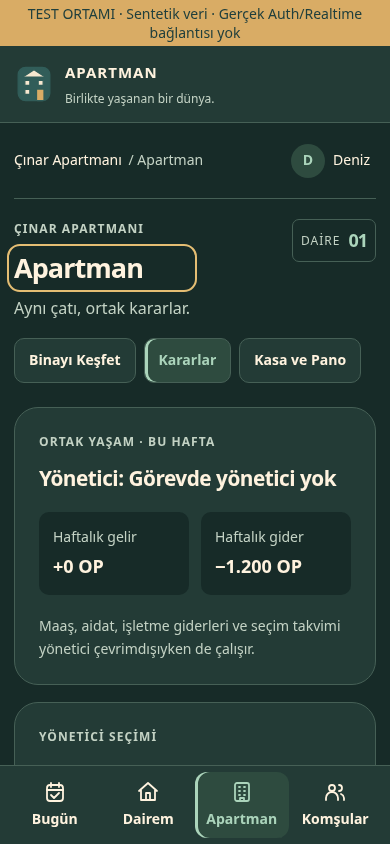 TEST ORTAMI · Sentetik veri · Gerçek Auth/Realtime
bağlantısı yok
APARTMAN
Birlikte yaşanan bir dünya.
Çınar Apartmanı / Apartman
D Deniz
ÇINAR APARTMANI
DAİRE 01
Apartman
Aynı çatı, ortak kararlar.
Binayı Keşfet Kararlar Kasa ve Pano
ORTAK YAŞAM · BU HAFTA
Yönetici: Görevde yönetici yok
Haftalık gelir Haftalık gider
+0 OP −1.200 OP
Maaş, aidat, işletme giderleri ve seçim takvimi
yönetici çevrimdışıyken de çalışır.
YÖNETİCİ SEÇİMİ
Bugün Dairem Apartman Komşular